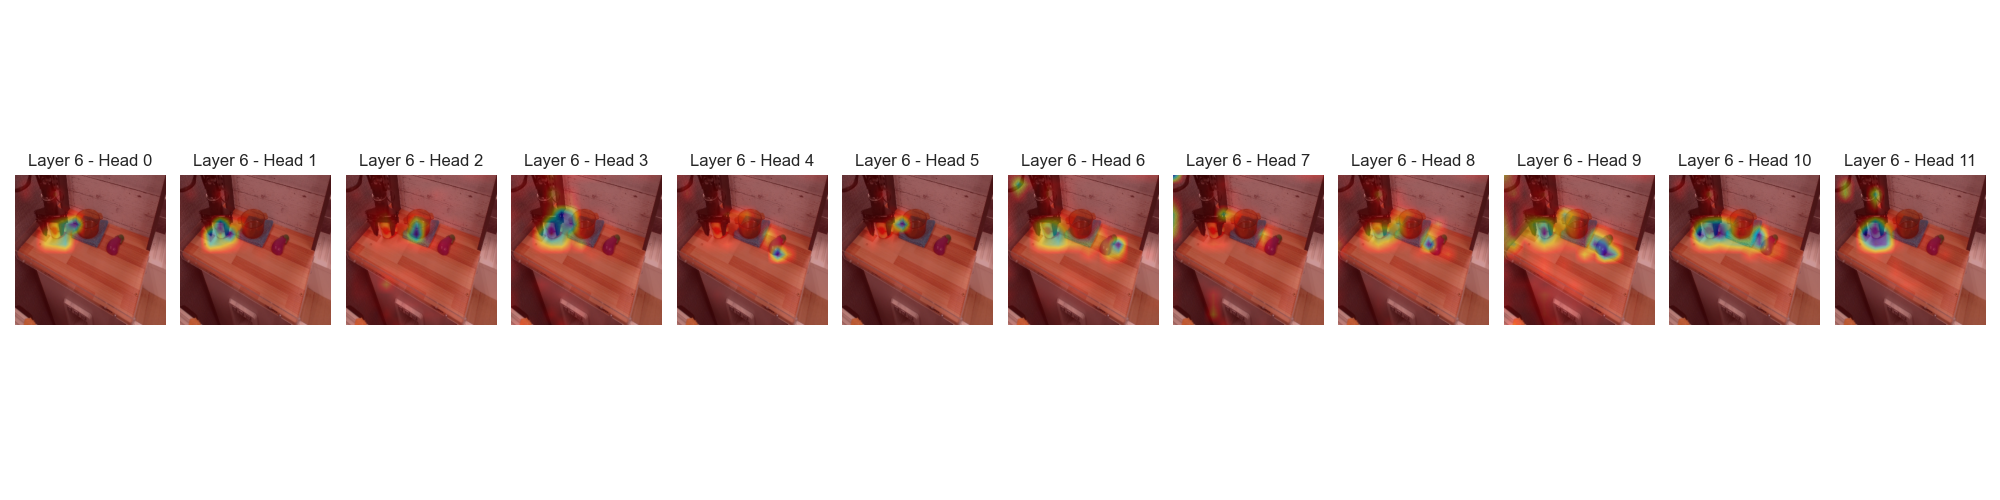 Layer 6 - Head 0
Layer 6 - Head 1
Layer 6 - Head 2
Layer 6 - Head 3
Layer 6 - Head 4
Layer 6 - Head 5
Layer 6 - Head 6
Layer 6 - Head 7
Layer 6 - Head 8
Layer 6 - Head 9
Layer 6 - Head 10
Layer 6 - Head 11